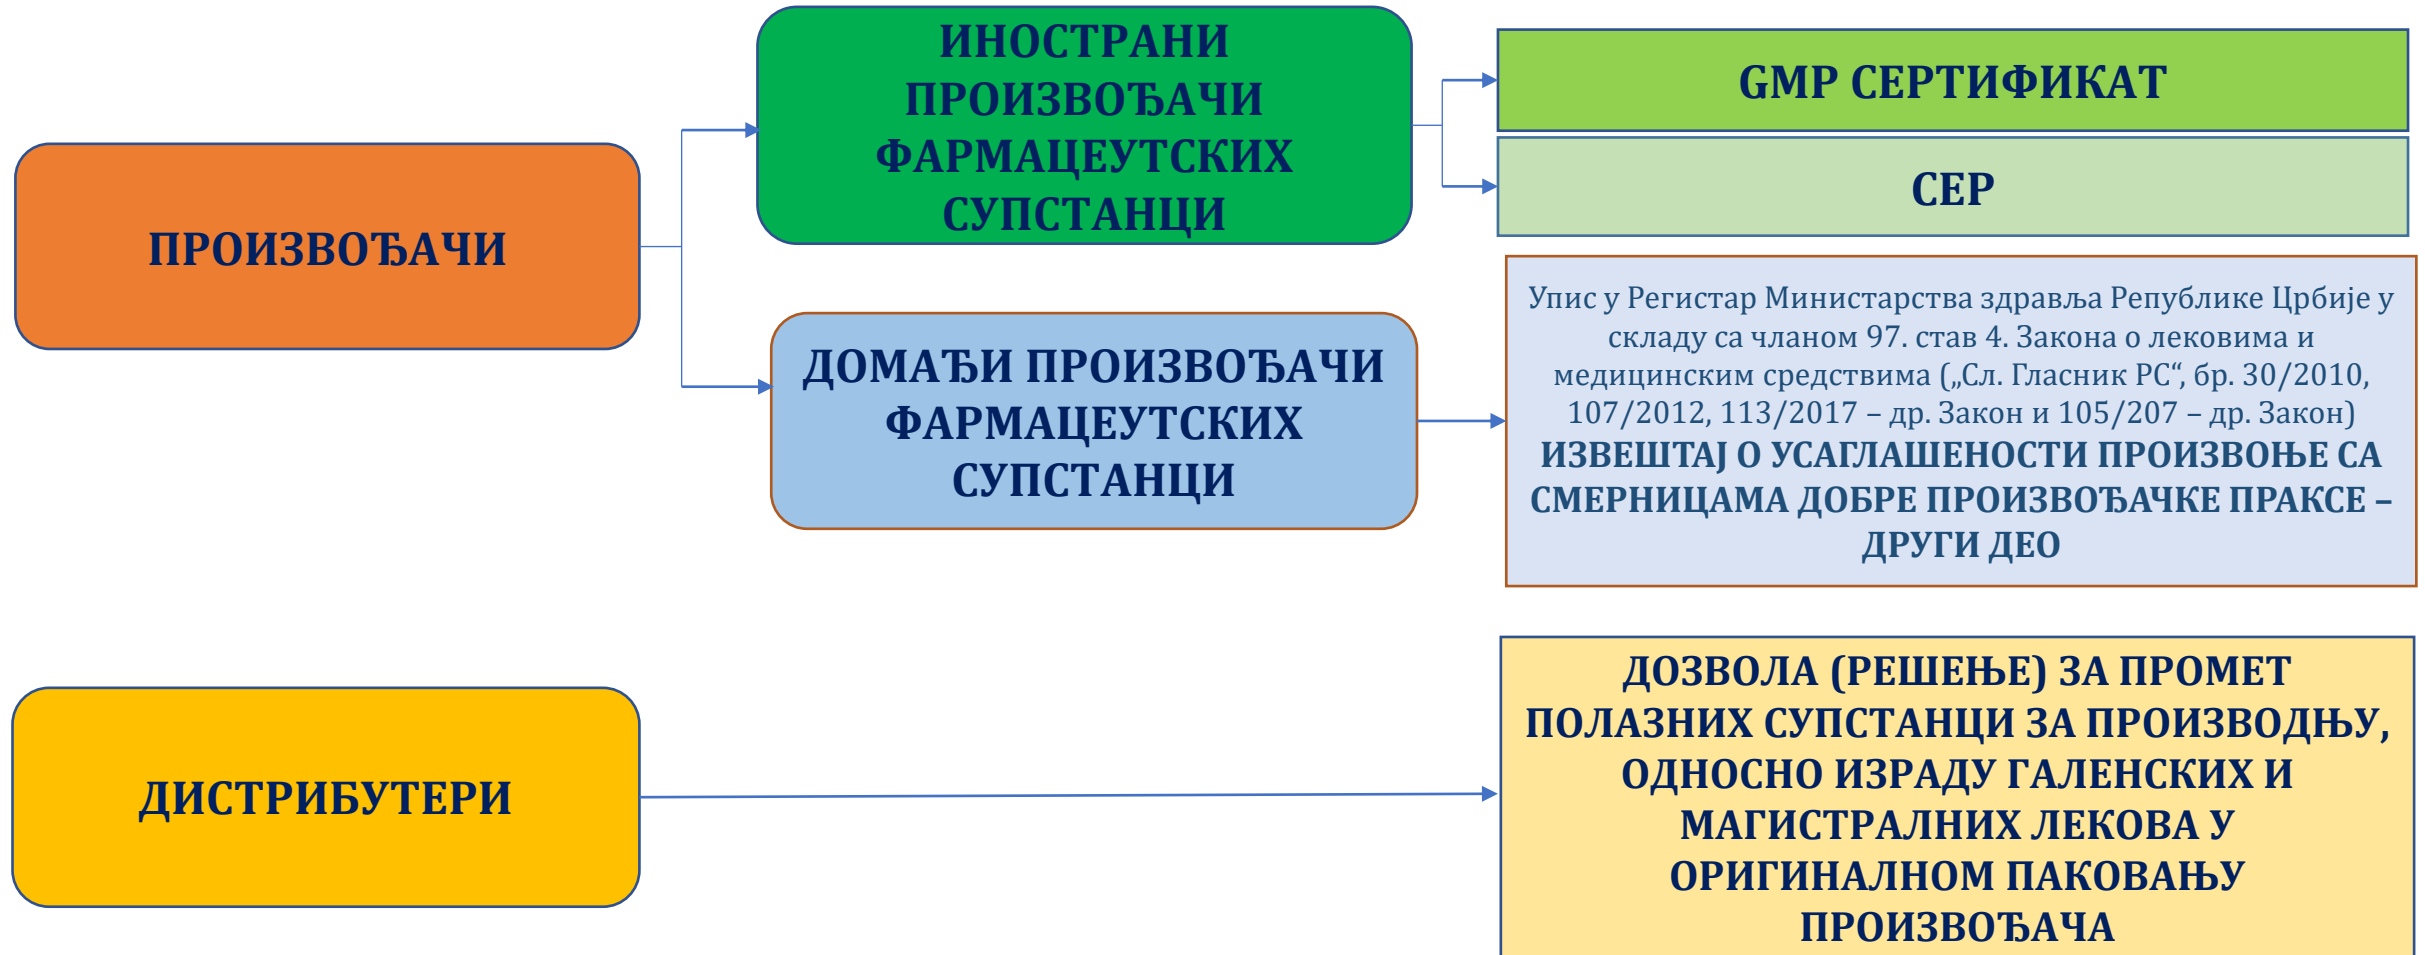 ПРОИЗВОЂАЧИ
ИНОСТРАНИ
ПРОИЗВОЂАЧИ
ФАРМАЦЕУТСКИХ
СУПСТАНЦИ
GMP СЕРТИФИКАТ
CEP
ДОМАЋИ ПРОИЗВОЂАЧИ
ФАРМАЦЕУТСКИХ
СУПСТАНЦИ
Упис у Регистар Министарства здравља Републике Црбије у
складу са чланом 97. став 4. Закона о лековима и
медицинским средствима („Сл. Гласник РС“, бр. 30/2010,
107/2012, 113/2017 – др. Закон и 105/207 – др. Закон)
ИЗВЕШТАЈ О УСАГЛАШЕНОСТИ ПРОИЗВОЊЕ СА
СМЕРНИЦАМА ДОБРЕ ПРОИЗВОЂАЧКЕ ПРАКСЕ –
ДРУГИ ДЕО
ДИСТРИБУТЕРИ
ДОЗВОЛА (РЕШЕЊЕ) ЗА ПРОМЕТ
ПОЛАЗНИХ СУПСТАНЦИ ЗА ПРОИЗВОДЊУ,
ОДНОСНО ИЗРАДУ ГАЛЕНСКИХ И
МАГИСТРАЛНИХ ЛЕКОВА У
ОРИГИНАЛНОМ ПАКОВАЊУ
ПРОИЗВОЂАЧА